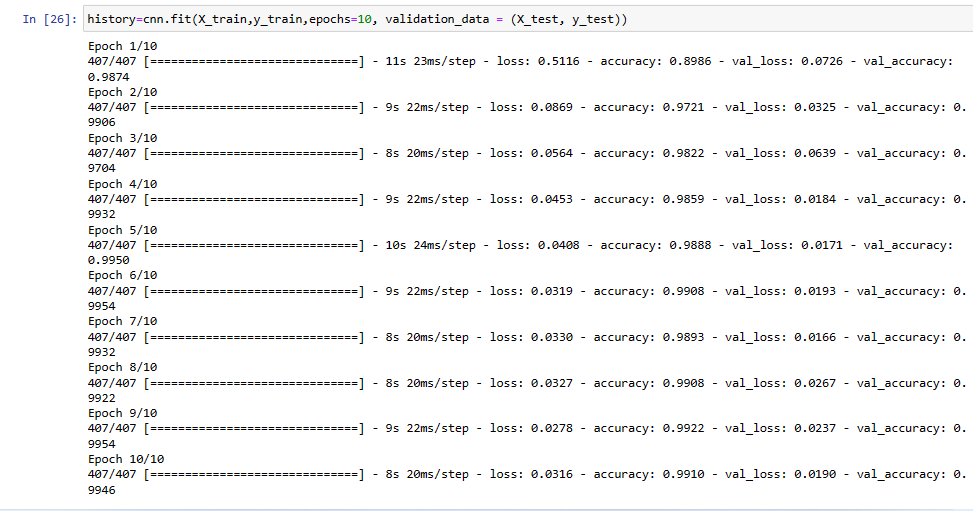 In [26]: history=cnn.fit(X_train,y_train,epochs=10, validation_data = (X_test, y_test))
Epoch 1/10
407/407 [==============================] - 11s 23ms/step - loss: 0.5116 - accuracy: 0.8986 - val_loss: 0.0726 - val_accuracy:
0.9874
Epoch 2/10
407/407 [==============================] - 9s 22ms/step - loss: 0.0869 - accuracy: 0.9721 - val_loss: 0.0325 - val_accuracy: 0.
9906
Epoch 3/10
407/407 [==============================] - 8s 20ms/step - loss: 0.0564 - accuracy: 0.9822 - val_loss: 0.0639 - val_accuracy: 0.
9704
Epoch 4/10
407/407 [==============================] - 9s 22ms/step - loss: 0.0453 - accuracy: 0.9859 - val_loss: 0.0184 - val_accuracy: 0.
9932
Epoch 5/10
407/407 [==============================] - 10s 24ms/step - loss: 0.0408 - accuracy: 0.9888 - val_loss: 0.0171 - val_accuracy:
0.9950
Epoch 6/10
407/407 [==============================] - 9s 22ms/step - loss: 0.0319 - accuracy: 0.9908 - val_loss: 0.0193 - val_accuracy: 0.
9954
Epoch 7/10
407/407 [==============================] - 8s 20ms/step - loss: 0.0330 - accuracy: 0.9893 - val_loss: 0.0166 - val_accuracy: 0.
9932
Epoch 8/10
407/407 [==============================] - 8s 20ms/step - loss: 0.0327 - accuracy: 0.9908 - val_loss: 0.0267 - val_accuracy: 0.
9922
Epoch 9/10
407/407 [==============================] - 9s 22ms/step - loss: 0.0278 - accuracy: 0.9922 - val_loss: 0.0237 - val_accuracy: 0.
9954
Epoch 10/10
407/407 [==============================] - 8s 20ms/step - loss: 0.0316 - accuracy: 0.9910 - val_loss: 0.0190 - val_accuracy: 0.
9946